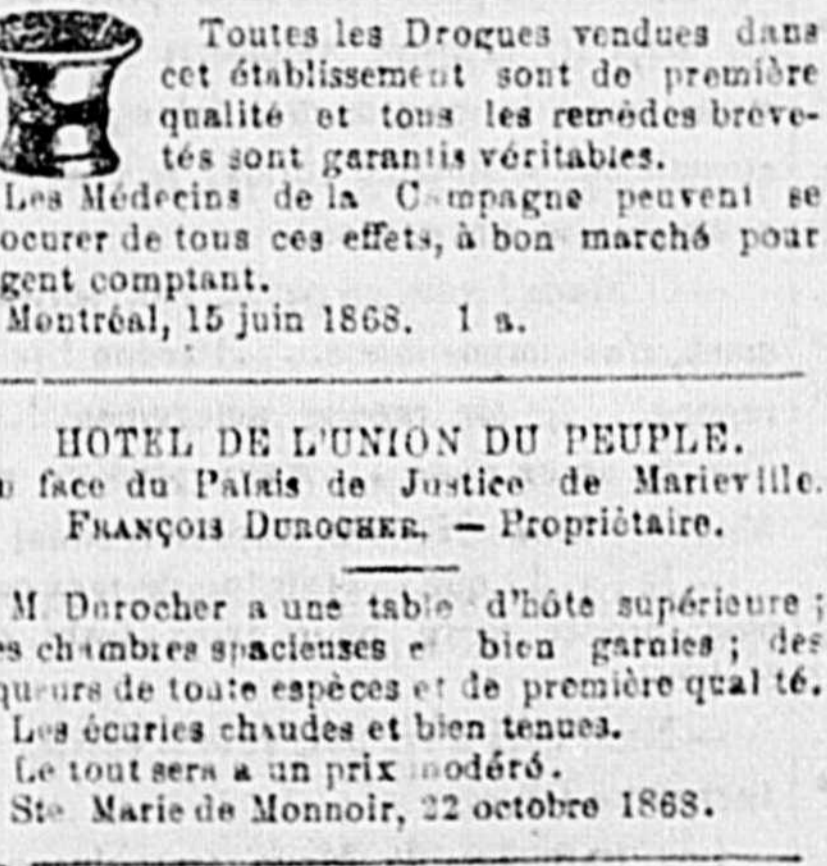 Toutes les Drogues vendues dans
cet établissement sont de première
qualité et tous les remèdes breve-
tés sont garantis véritables.
Les Médecins de la Campagne peuvent se
ocurer de tous ces effets, à bon marché pour
gent comptant.
Montréal, 15 juin 1868. 1 a.
HOTEL DE L'UNION DU PEUPLE.
face du Palais de Justice de Marieville.
FRANÇOIS DUROCHER, — Propriètaire.
M. Durocher a une table d'hôte supérieure ;
es chambres spacieuses et bien garnies ; des
queurs de toute espèces et de première qualité.
Les écuries chaudes et bien tenues.
Le tout sera a un prix modéré.
Ste Marie de Monnoir, 22 octobre 1868.